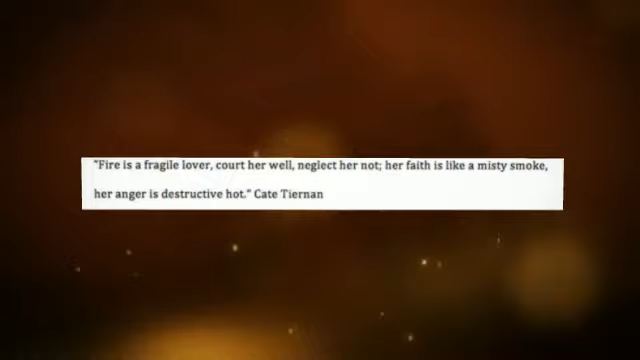 "Fire is a fragile lover, court her well, neglect her not; her faith is like a misty smoke,
her anger is destructive hot." Cate Tiernan